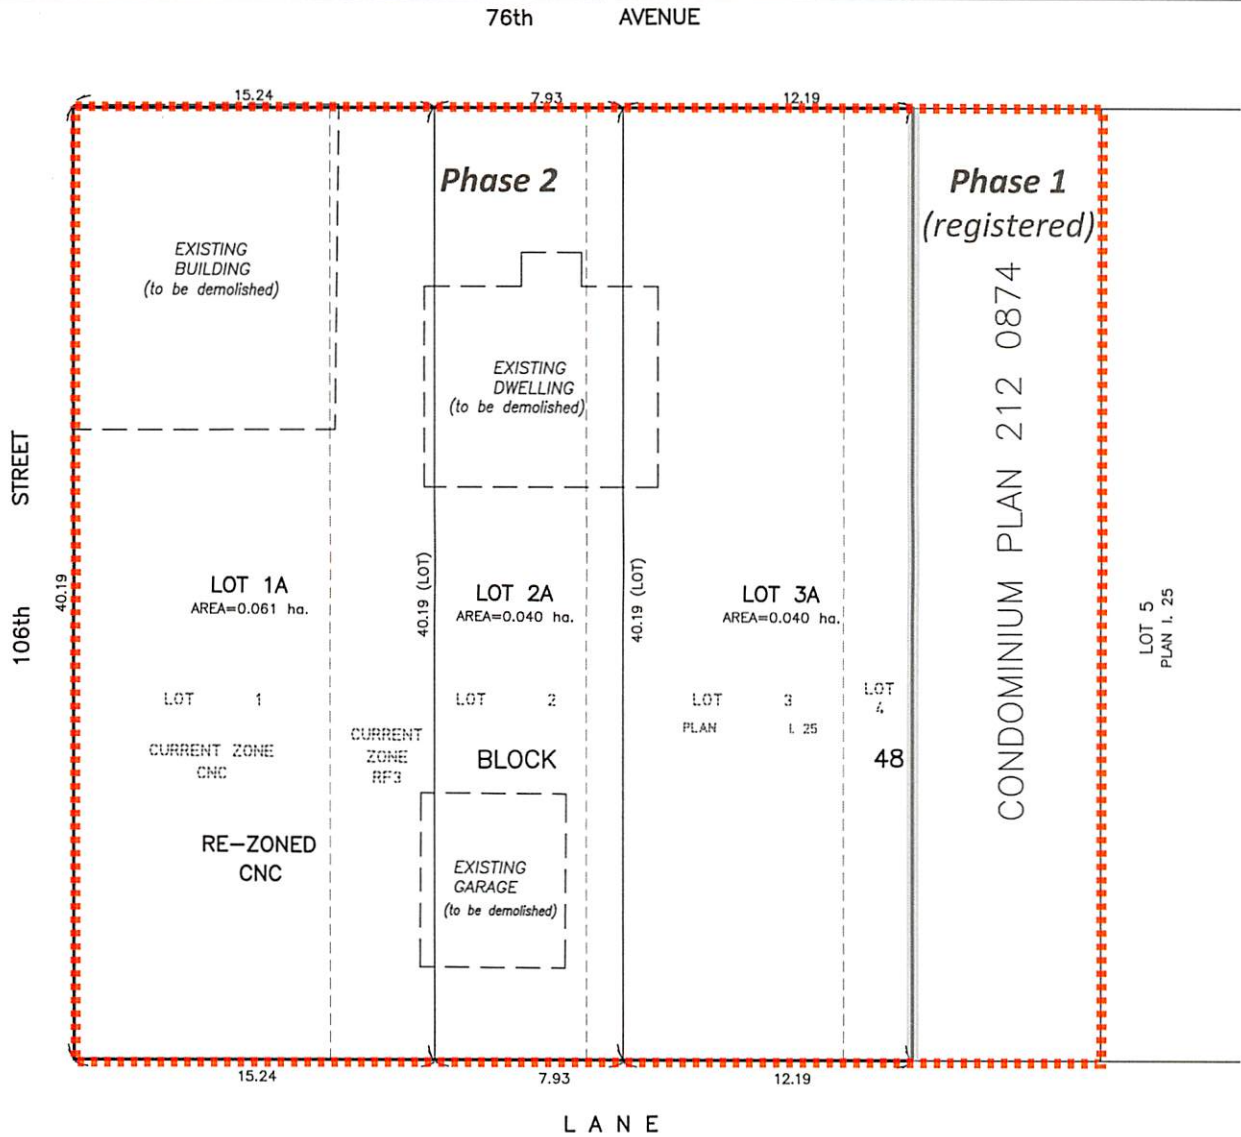 76th AVENUE
15.24
7.93
12.19
Phase 2
Phase 1
(registered)
EXISTING
BUILDING
(to be demolished)
EXISTING
DWELLING
(to be demolished)
CONDOMINIUM PLAN 212 0874
106th STREET
40.19
40.19 (LOT)
40.19 (LOT)
LOT 1A
AREA=0.061 ha.
LOT 2A
AREA=0.040 ha.
LOT 3A
AREA=0.040 ha.
LOT 5
PLAN I. 25
LOT 1
LOT 2
LOT 3
PLAN I. 25
LOT
4
CURRENT ZONE
CNC
CURRENT
ZONE
RF3
BLOCK
48
RE-ZONED
CNC
EXISTING
GARAGE
(to be demolished)
15.24
7.93
12.19
LANE